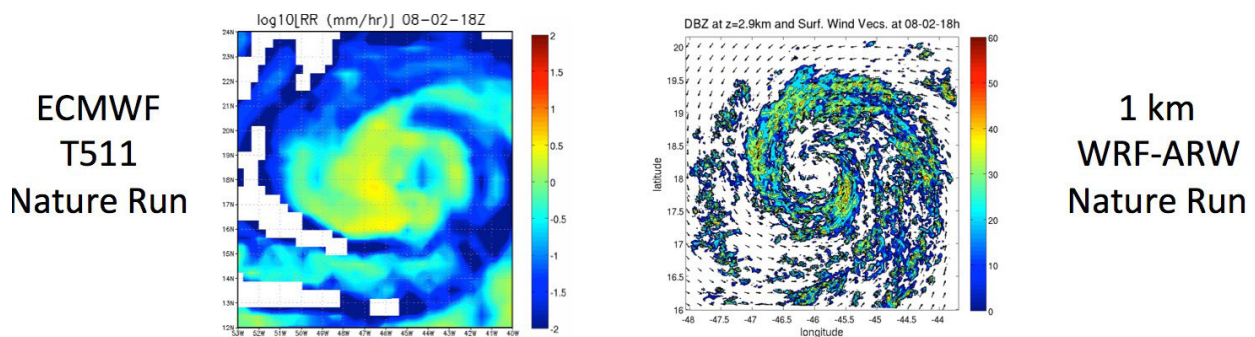 ECMWF
T511
Nature Run
log10[RR (mm/hr)] 08-02-18Z
24N
23N
22N
21N
20N
19N
18N
17N
16N
15N
14N
13N
12N
53W 52W 51W 50W 49W 48W 47W 46W 45W 44W 43W 42W 41W 40W
2
1.5
1
0.5
0
-0.5
-1
-1.5
-2
DBZ at z=2.9km and Surf. Wind Vecs. at 08-02-18h
latitude
20
19.5
19
18.5
18
17.5
17
16.5
16
-48 -47.5 -47 -46.5 -46 -45.5 -45 -44.5 -44
longitude
60
50
40
30
20
10
0
1 km
WRF-ARW
Nature Run